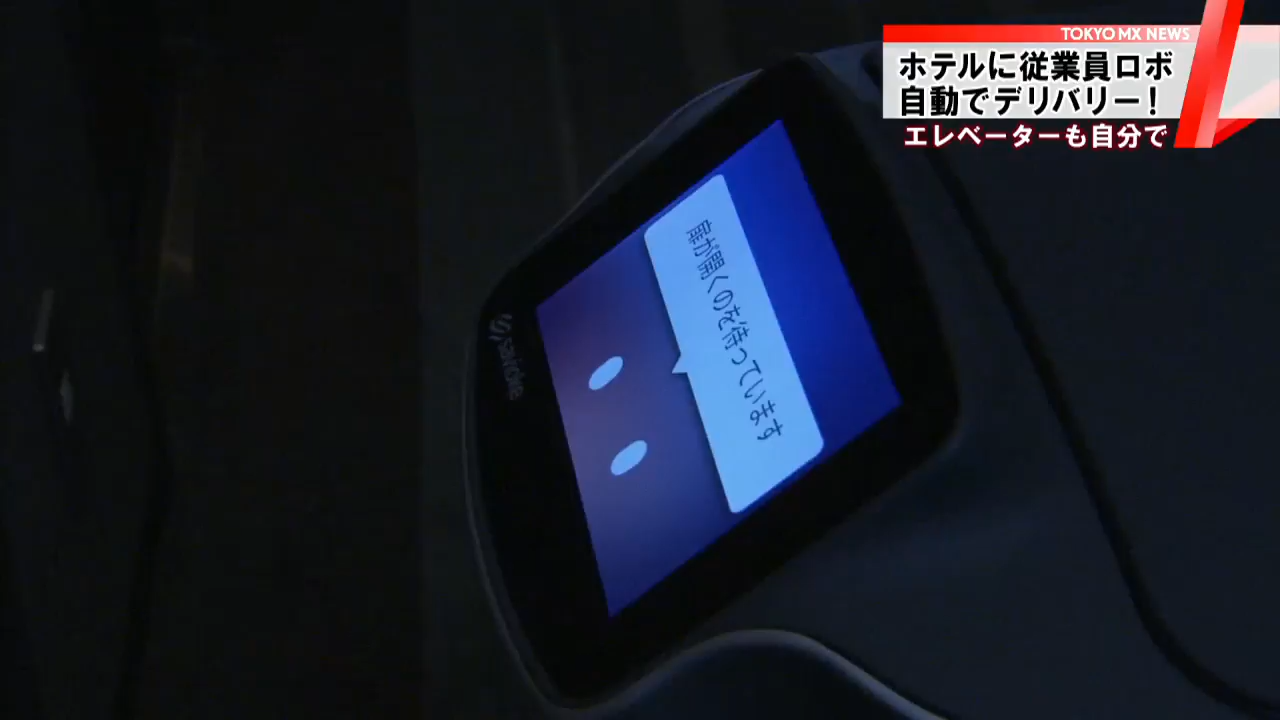 TOKYO MX NEWS
ホテルに従業員ロボ
自動でデリバリー！
エレベーターも自分で
扉が開くのを待っています
savioke